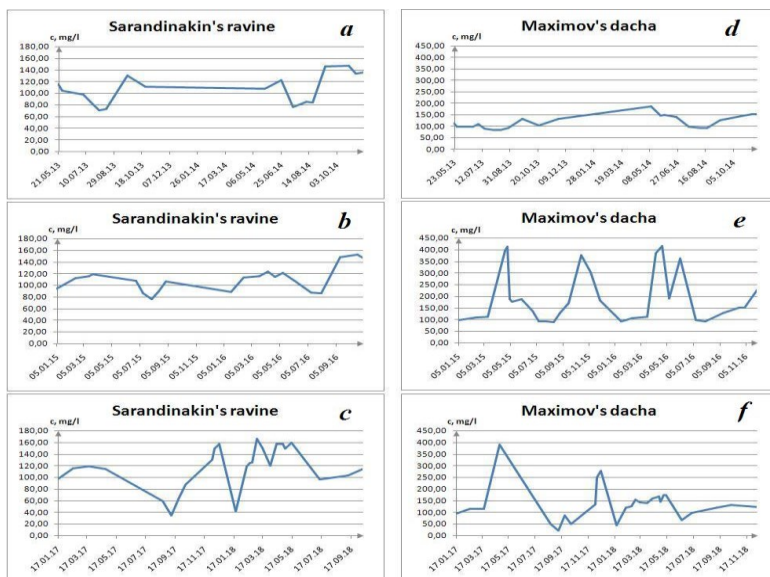 Sarandinakin's ravine
a
c, mg/l
180,00
160,00
140,00
120,00
100,00
80,00
60,00
40,00
20,00
0,00
21.05.13 10.07.13 29.08.13 18.10.13 07.12.13 26.01.14 17.03.14 06.05.14 25.06.14 14.08.14 03.10.14
Maximov's dacha
d
c, mg/l
450,00
400,00
350,00
300,00
250,00
200,00
150,00
100,00
50,00
0,00
23.05.13 12.07.13 31.08.13 20.10.13 09.12.13 28.01.14 19.03.14 08.05.14 27.06.14 16.08.14 05.10.14
Sarandinakin's ravine
b
c, mg/l
180,00
160,00
140,00
120,00
100,00
80,00
60,00
40,00
20,00
0,00
05.01.15 05.03.15 05.05.15 05.07.15 05.09.15 05.11.15 05.01.16 05.03.16 05.05.16 05.07.16 05.09.16
Maximov's dacha
e
c, mg/l
450,00
400,00
350,00
300,00
250,00
200,00
150,00
100,00
50,00
0,00
05.01.15 05.03.15 05.05.15 05.07.15 05.09.15 05.11.15 05.01.16 05.03.16 05.05.16 05.07.16 05.09.16 05.11.16
Sarandinakin's ravine
c
c, mg/l
180,00
160,00
140,00
120,00
100,00
80,00
60,00
40,00
20,00
0,00
17.01.17 17.03.17 17.05.17 17.07.17 17.09.17 17.11.17 17.01.18 17.03.18 17.05.18 17.07.18 17.09.18
Maximov's dacha
f
c, mg/l
450,00
400,00
350,00
300,00
250,00
200,00
150,00
100,00
50,00
0,00
17.01.17 17.03.17 17.05.17 17.07.17 17.09.17 17.11.17 17.01.18 17.03.18 17.05.18 17.07.18 17.09.18 17.11.18